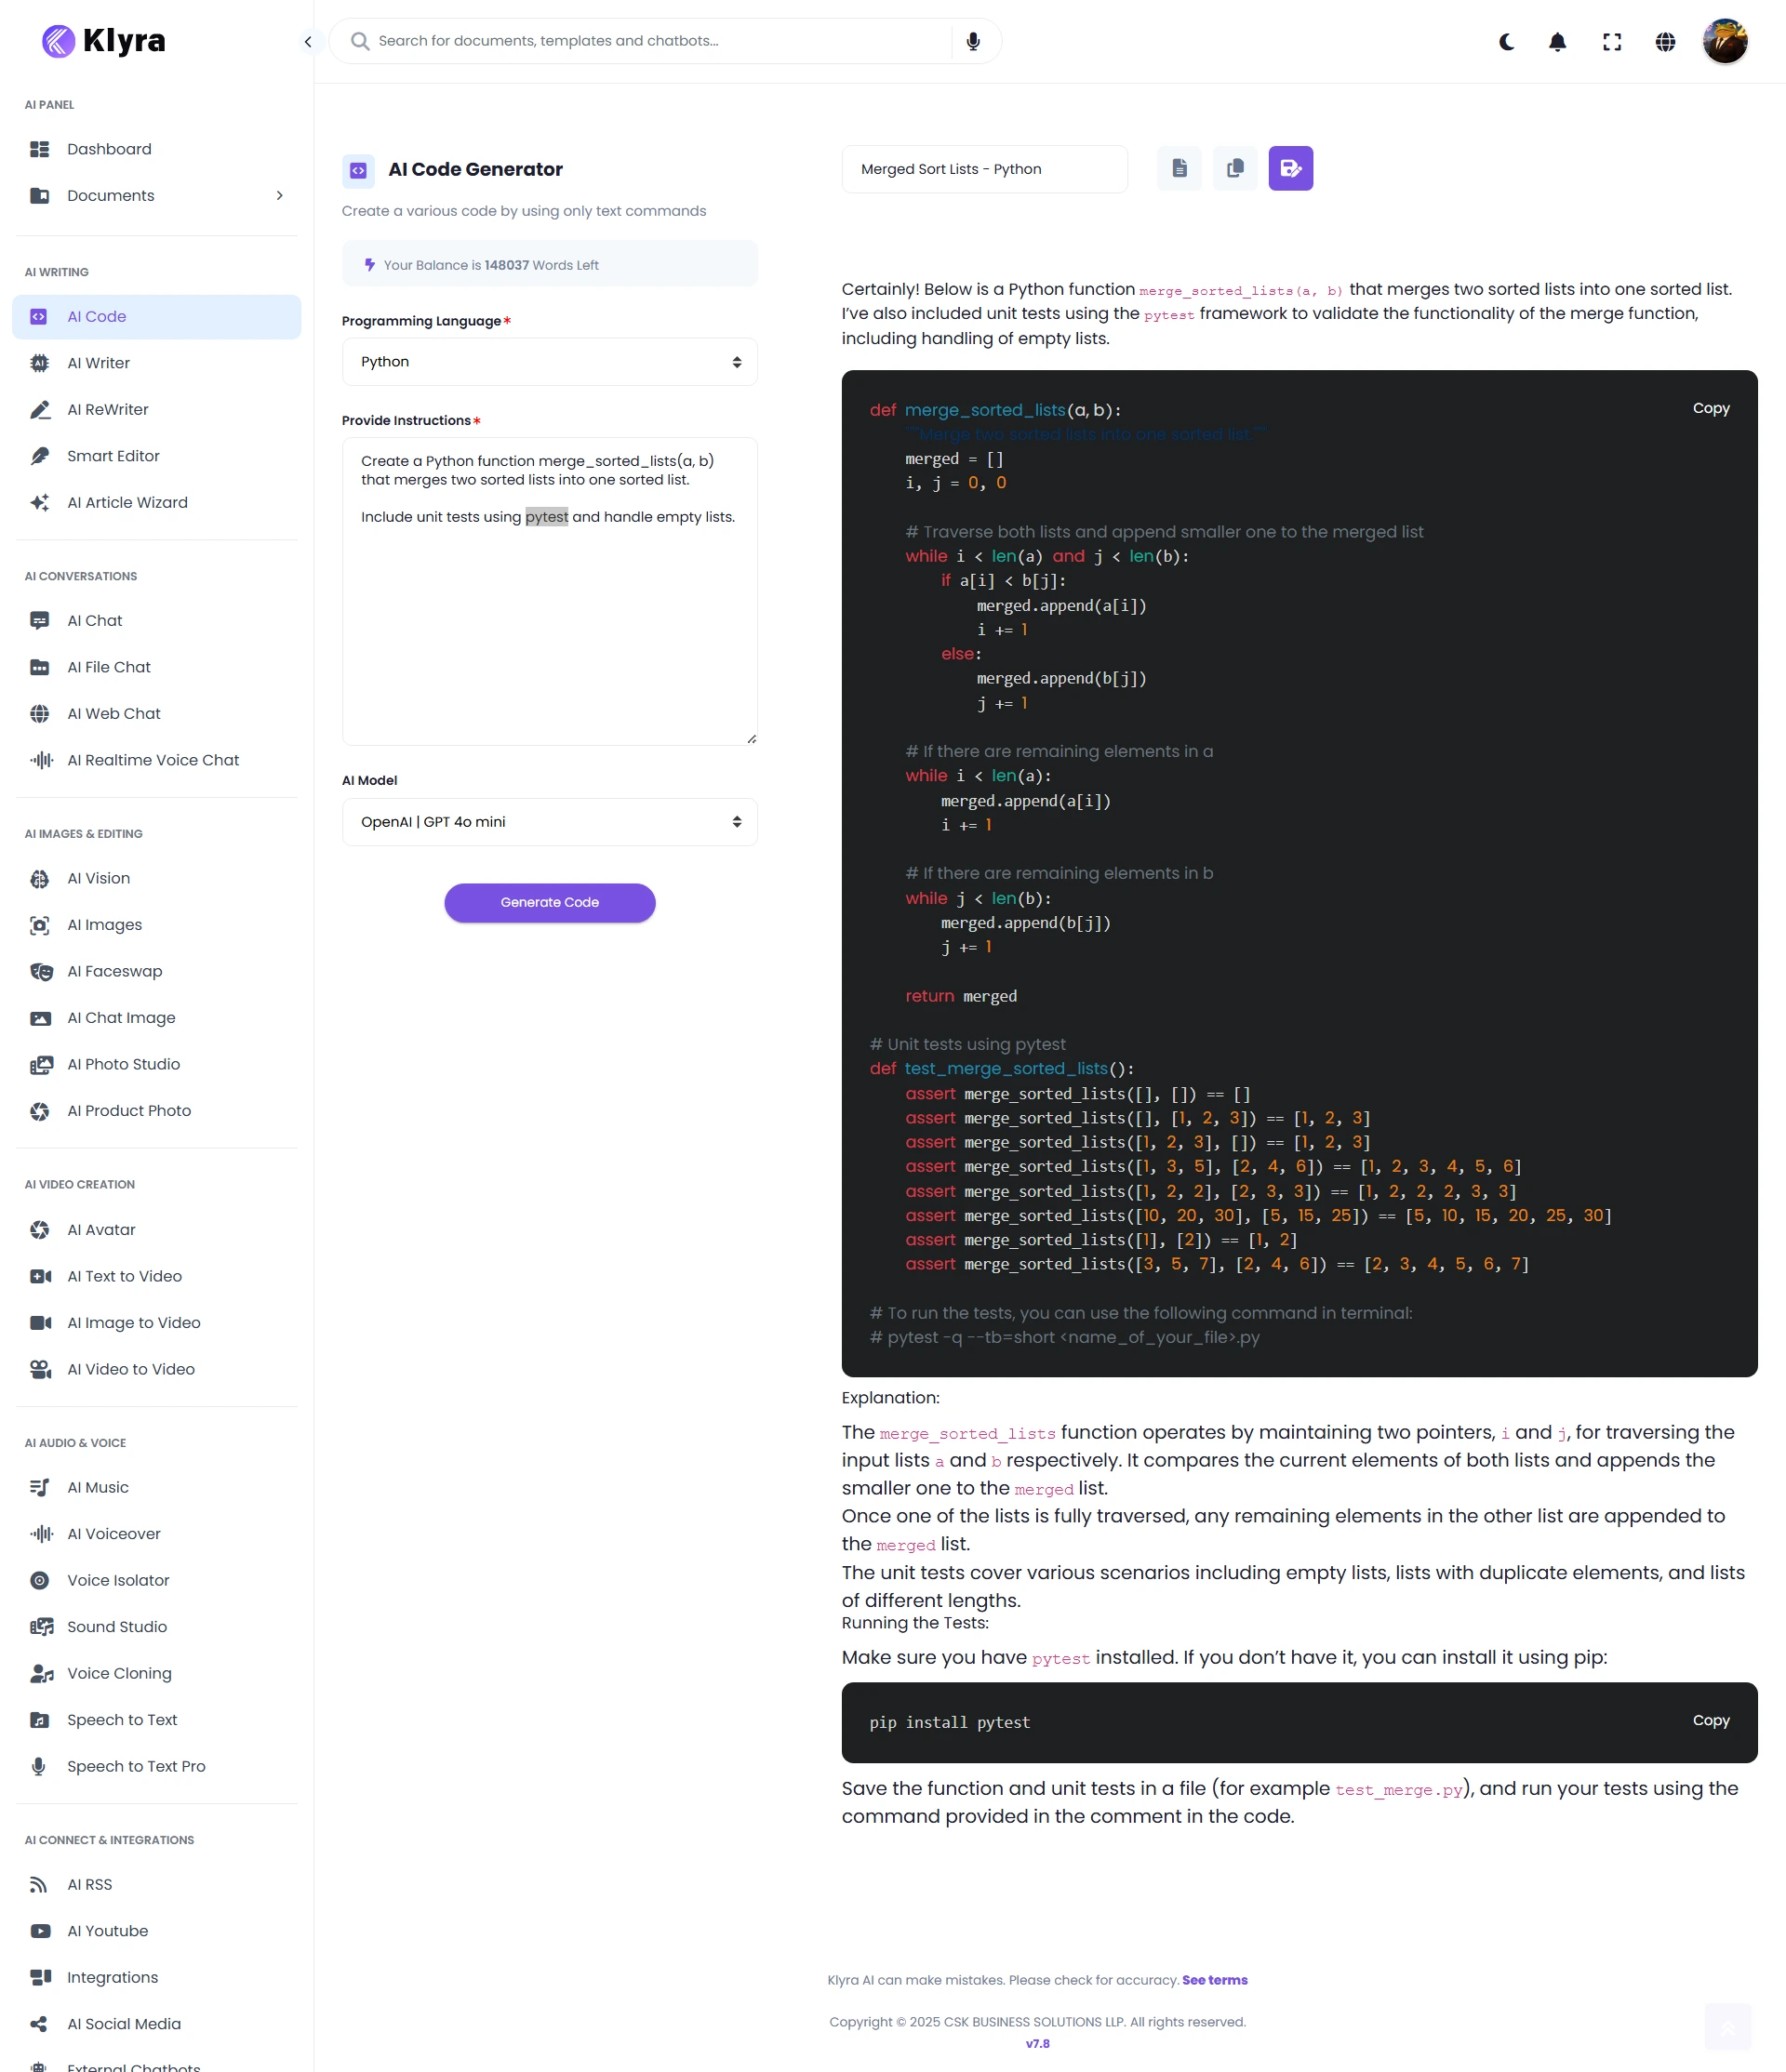 Klyra
Search for documents, templates and chatbots...
AI PANEL
Dashboard
Documents
AI WRITING
AI Code
AI Writer
AI ReWriter
Smart Editor
AI Article Wizard
AI CONVERSATIONS
AI Chat
AI File Chat
AI Web Chat
AI Realtime Voice Chat
AI IMAGES & EDITING
AI Vision
AI Images
AI Faceswap
AI Chat Image
AI Photo Studio
AI Product Photo
AI VIDEO CREATION
AI Avatar
AI Text to Video
AI Image to Video
AI Video to Video
AI AUDIO & VOICE
AI Music
AI Voiceover
Voice Isolator
Sound Studio
Voice Cloning
Speech to Text
Speech to Text Pro
AI CONNECT & INTEGRATIONS
AI RSS
AI Youtube
Integrations
AI Social Media
External Chatbots
AI Code Generator
Create a various code by using only text commands
Your Balance is 148037 Words Left
Programming Language*
Python
Provide Instructions*
Create a Python function merge_sorted_lists(a, b)
that merges two sorted lists into one sorted list.
Include unit tests using pytest and handle empty lists.
AI Model
OpenAI | GPT 4o mini
Generate Code
Merged Sort Lists - Python
Certainly! Below is a Python function merge_sorted_lists(a, b) that merges two sorted lists into one sorted list.
I've also included unit tests using the pytest framework to validate the functionality of the merge function,
including handling of empty lists.
Copy
def merge_sorted_lists(a, b):
"""Merge two sorted lists into one sorted list."""
merged = []
i, j = 0, 0
# Traverse both lists and append smaller one to the merged list
while i < len(a) and j < len(b):
if a[i] < b[j]:
merged.append(a[i])
i += 1
else:
merged.append(b[j])
j += 1
# If there are remaining elements in a
while i < len(a):
merged.append(a[i])
i += 1
# If there are remaining elements in b
while j < len(b):
merged.append(b[j])
j += 1
return merged
# Unit tests using pytest
def test_merge_sorted_lists():
assert merge_sorted_lists([], []) == []
assert merge_sorted_lists([], [1, 2, 3]) == [1, 2, 3]
assert merge_sorted_lists([1, 2, 3], []) == [1, 2, 3]
assert merge_sorted_lists([1, 3, 5], [2, 4, 6]) == [1, 2, 3, 4, 5, 6]
assert merge_sorted_lists([1, 2, 2], [2, 3, 3]) == [1, 2, 2, 2, 3, 3]
assert merge_sorted_lists([10, 20, 30], [5, 15, 25]) == [5, 10, 15, 20, 25, 30]
assert merge_sorted_lists([1], [2]) == [1, 2]
assert merge_sorted_lists([3, 5, 7], [2, 4, 6]) == [2, 3, 4, 5, 6, 7]
# To run the tests, you can use the following command in terminal:
# pytest -q --tb=short <name_of_your_file>.py
Explanation:
The merge_sorted_lists function operates by maintaining two pointers, i and j, for traversing the
input lists a and b respectively. It compares the current elements of both lists and appends the
smaller one to the merged list.
Once one of the lists is fully traversed, any remaining elements in the other list are appended to
the merged list.
The unit tests cover various scenarios including empty lists, lists with duplicate elements, and lists
of different lengths.
Running the Tests:
Make sure you have pytest installed. If you don't have it, you can install it using pip:
pip install pytest
Copy
Save the function and unit tests in a file (for example test_merge.py), and run your tests using the
command provided in the comment in the code.
Klyra AI can make mistakes. Please check for accuracy. See terms
Copyright © 2025 CSK BUSINESS SOLUTIONS LLP. All rights reserved.
v7.8